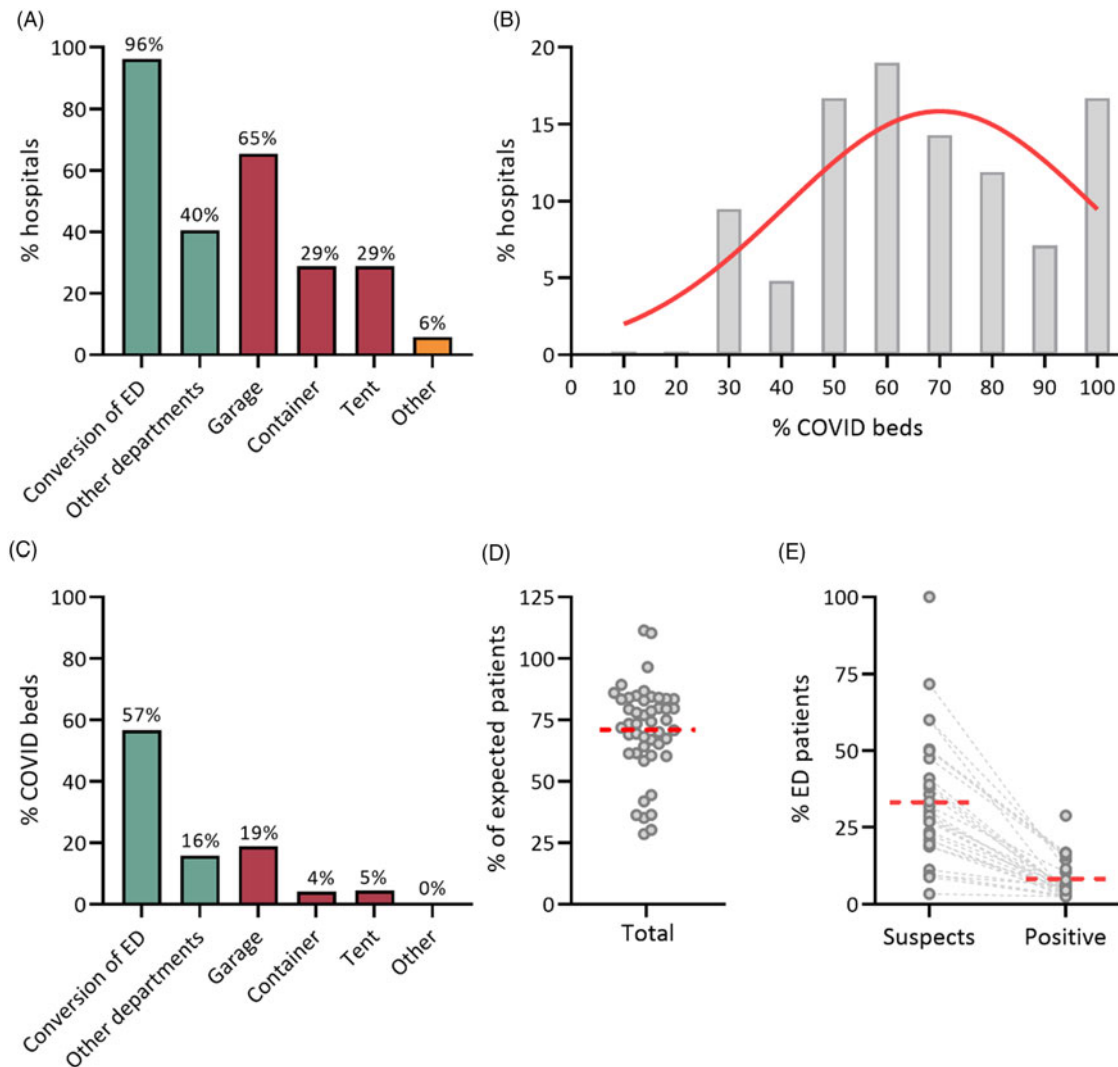 (A)
% hospitals
100
80
60
40
20
0
96%
40%
65%
29%
29%
6%
Conversion of ED
Other departments
Garage
Container
Tent
Other
(B)
% hospitals
20
15
10
5
0
0 10 20 30 40 50 60 70 80 90 100
% COVID beds
(C)
% COVID beds
100
80
60
40
20
0
57%
16%
19%
4%
5%
0%
Conversion of ED
Other departments
Garage
Container
Tent
Other
(D)
% of expected patients
125
100
75
50
25
0
Total
(E)
% ED patients
100
75
50
25
0
Suspects Positive